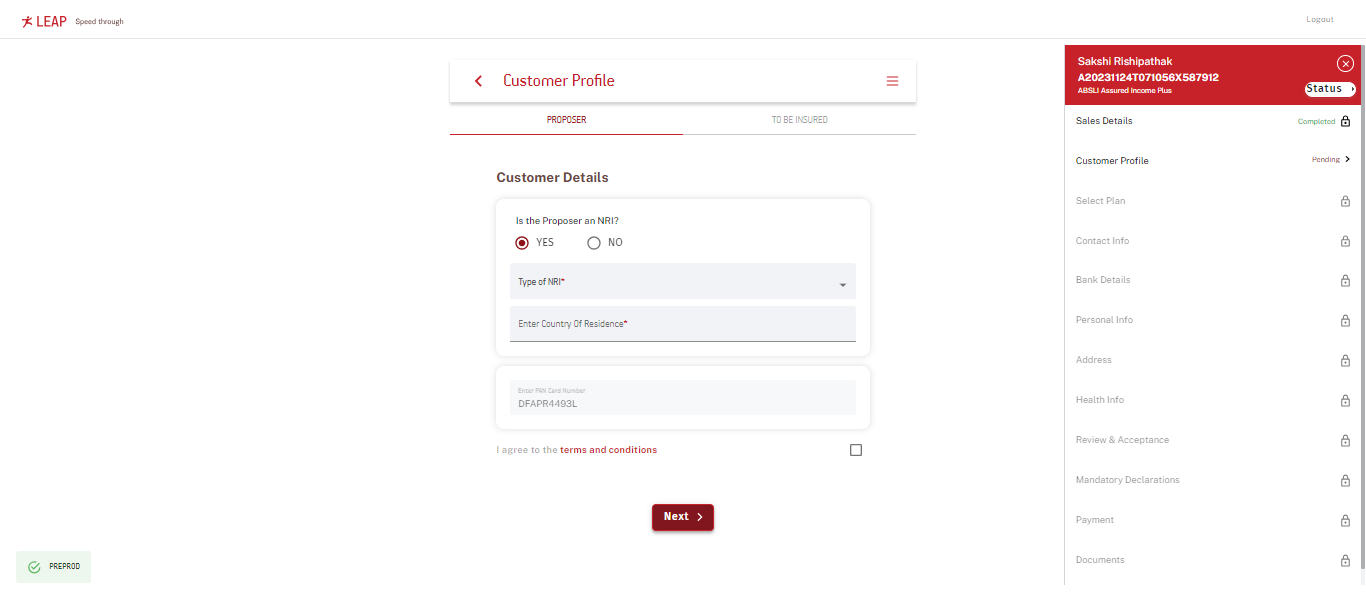 LEAP Speed through
Logout
Customer Profile
PROPOSER
TO BE INSURED
Customer Details
Is the Proposer an NRI?
YES
NO
Type of NRI*
Enter Country Of Residence*
Enter PAN Card Number
DFAPR4493L
I agree to the terms and conditions
Next
PREPROD
Sakshi Rishipathak
A20231124T071056X587912
ABSLI Assured Income Plus
Status
Sales Details
Completed
Customer Profile
Pending
Select Plan
Contact Info
Bank Details
Personal Info
Address
Health Info
Review & Acceptance
Mandatory Declarations
Payment
Documents